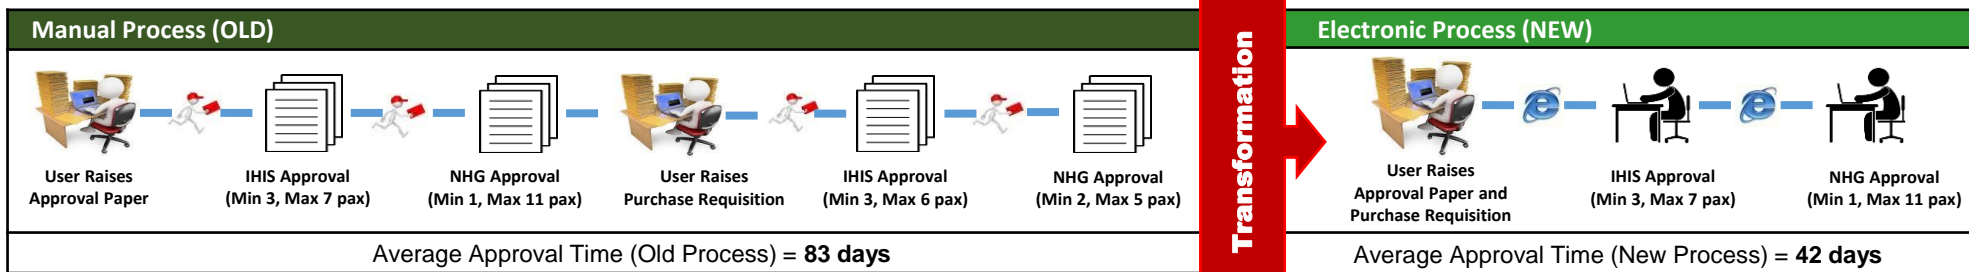 Manual Process (OLD)
User Raises
Approval Paper
IHIS Approval
(Min 3, Max 7 pax)
NHG Approval
(Min 1, Max 11 pax)
User Raises
Purchase Requisition
IHIS Approval
(Min 3, Max 6 pax)
NHG Approval
(Min 2, Max 5 pax)
Average Approval Time (Old Process) = 83 days
Transformation
Electronic Process (NEW)
User Raises
Approval Paper and
Purchase Requisition
IHIS Approval
(Min 3, Max 7 pax)
NHG Approval
(Min 1, Max 11 pax)
Average Approval Time (New Process) = 42 days